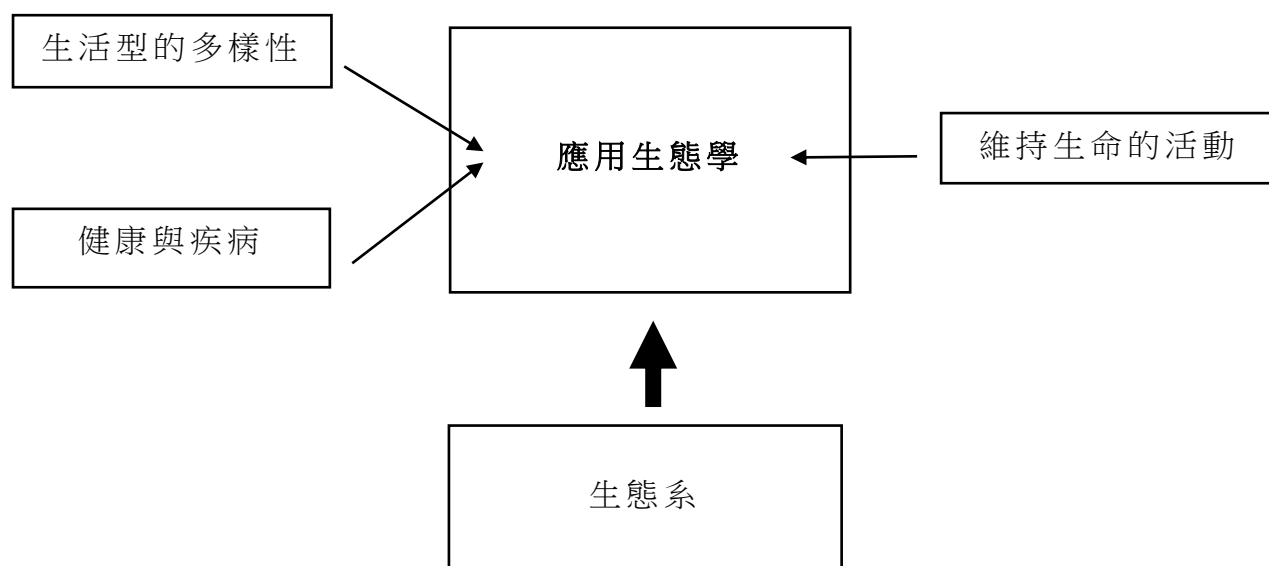 生活型的多樣性
應用生態學
維持生命的活動
健康與疾病
生態系